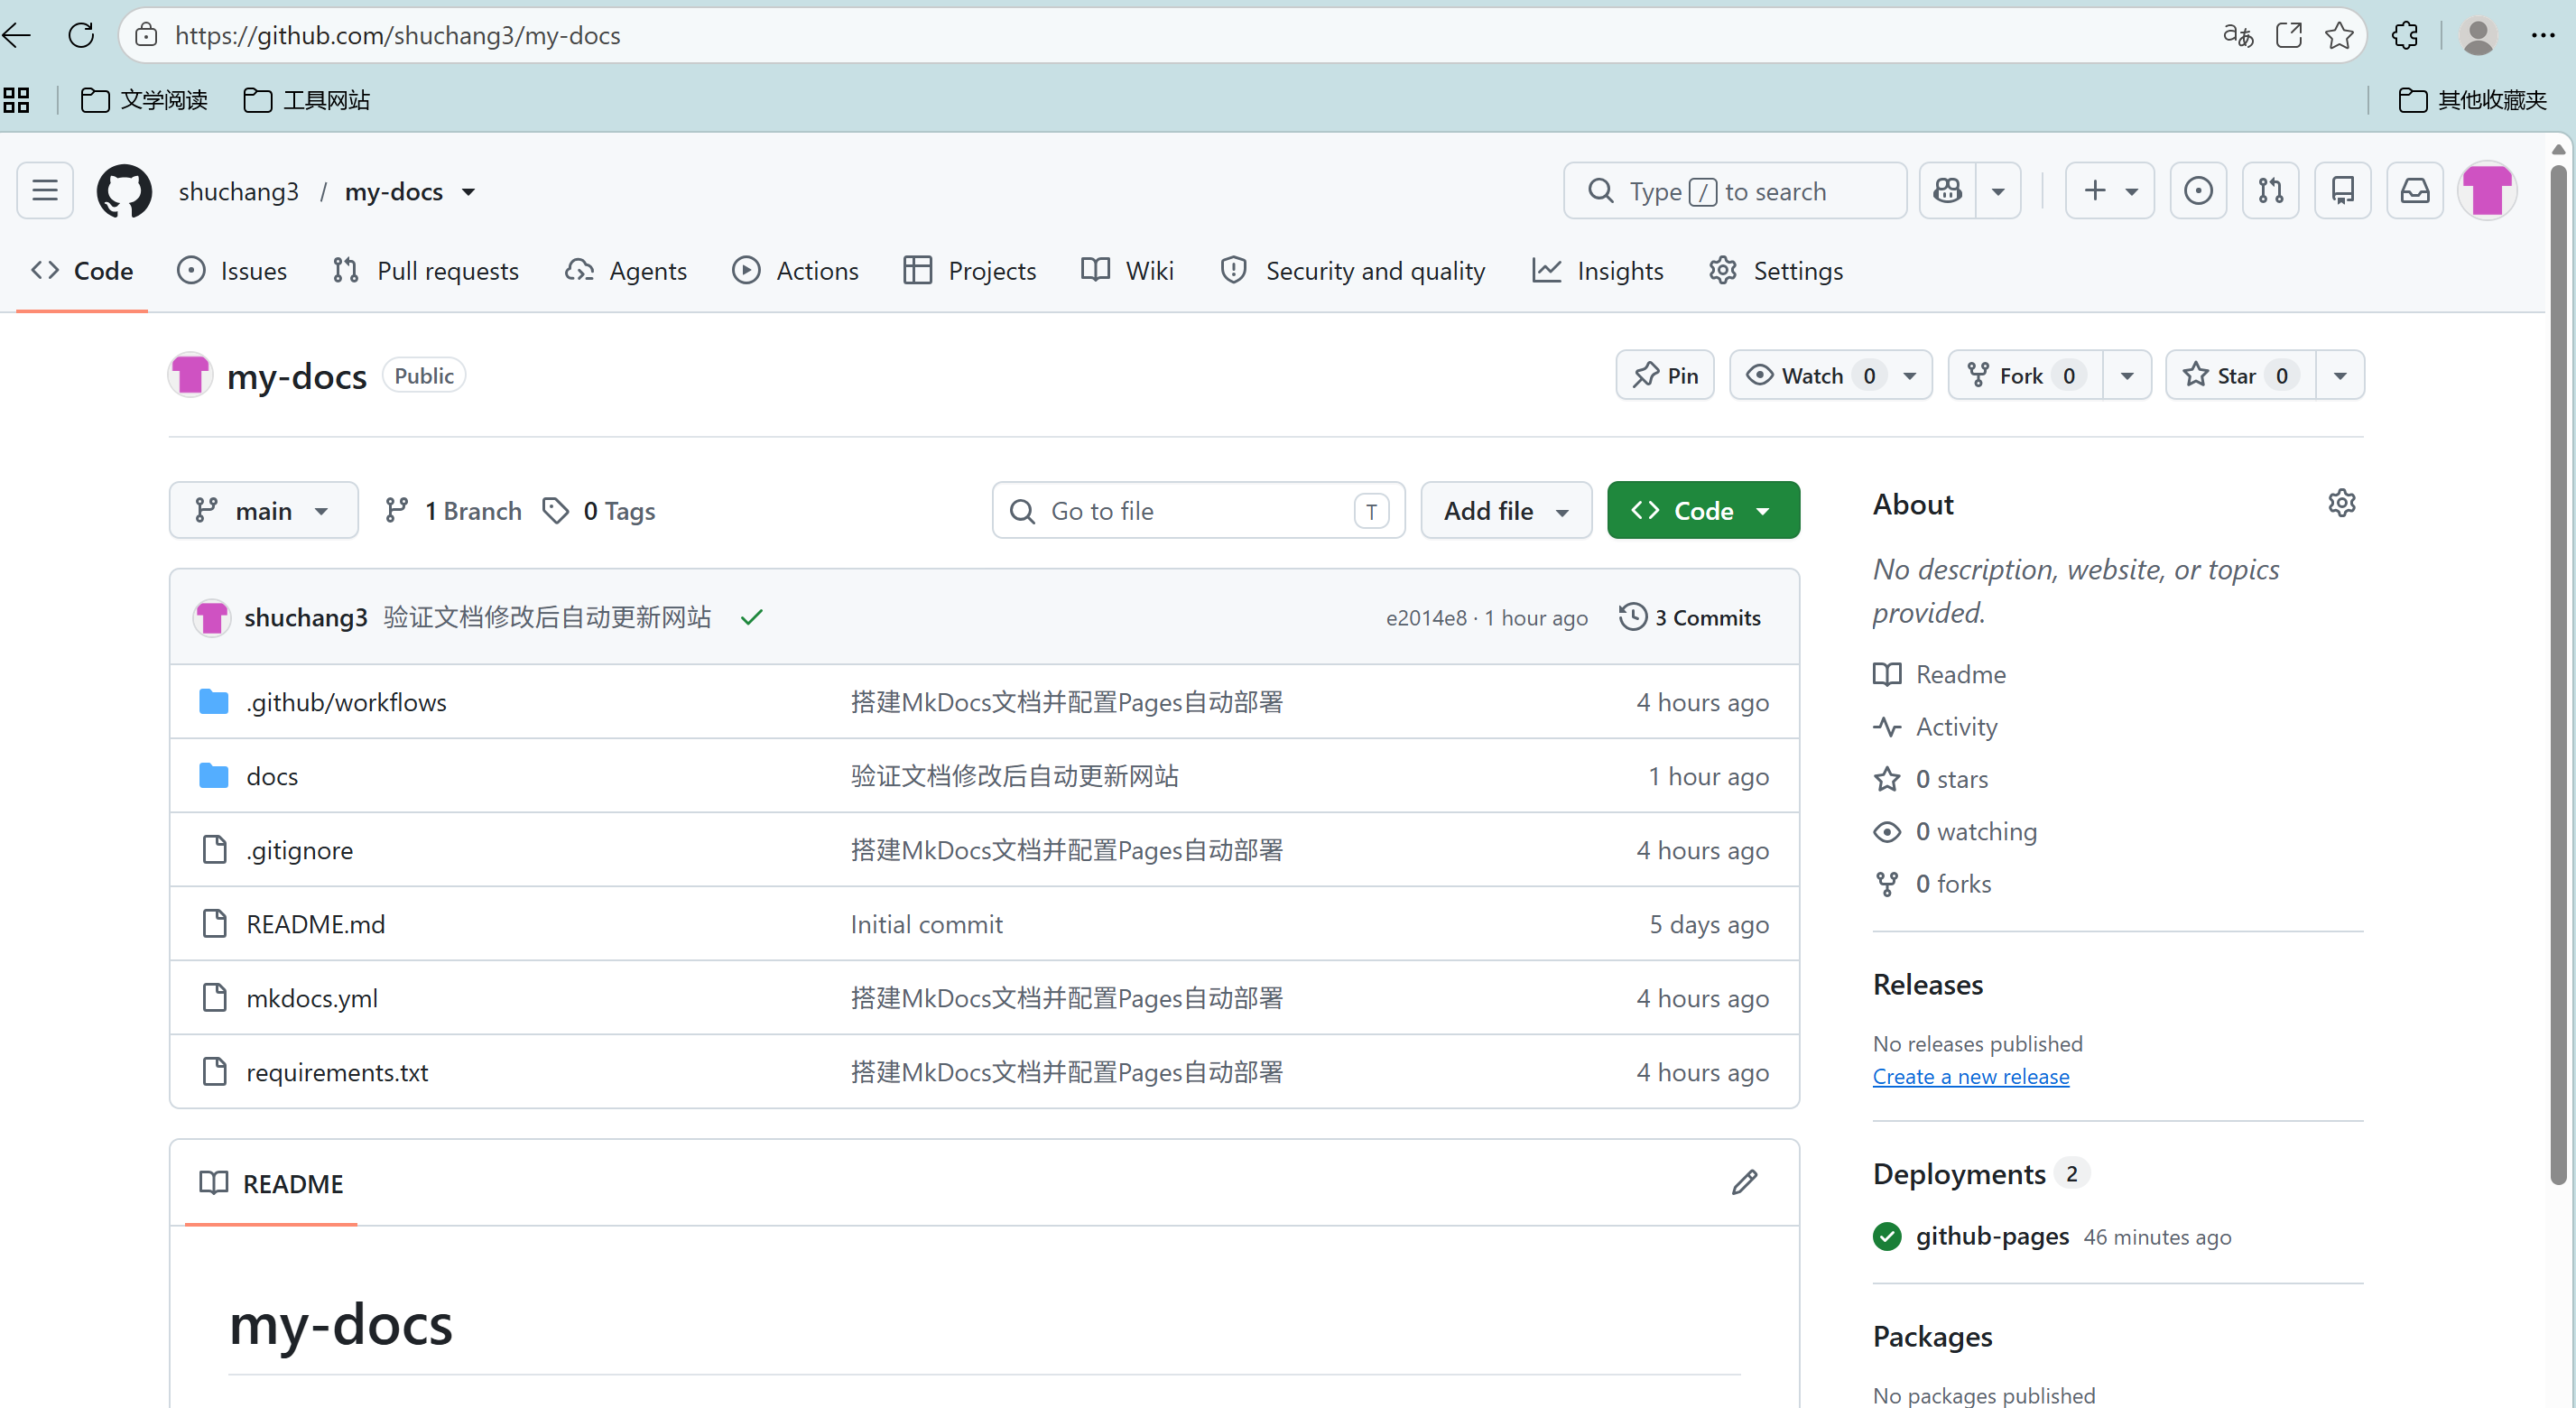 https://github.com/shuchang3/my-docs
文学阅读 工具网站 其他收藏夹
shuchang3 / my-docs Type / to search
Code Issues Pull requests Agents Actions Projects Wiki Security and quality Insights Settings
my-docs Public Pin Watch 0 Fork 0 Star 0
main 1 Branch 0 Tags Go to file T Add file Code
shuchang3 验证文档修改后自动更新网站 e2014e8 · 1 hour ago 3 Commits
.github/workflows 搭建MkDocs文档并配置Pages自动部署 4 hours ago
docs 验证文档修改后自动更新网站 1 hour ago
.gitignore 搭建MkDocs文档并配置Pages自动部署 4 hours ago
README.md Initial commit 5 days ago
mkdocs.yml 搭建MkDocs文档并配置Pages自动部署 4 hours ago
requirements.txt 搭建MkDocs文档并配置Pages自动部署 4 hours ago
README
my-docs
About
No description, website, or topics
provided.
Readme
Activity
0 stars
0 watching
0 forks
Releases
No releases published
Create a new release
Deployments 2
github-pages 46 minutes ago
Packages
No packages published